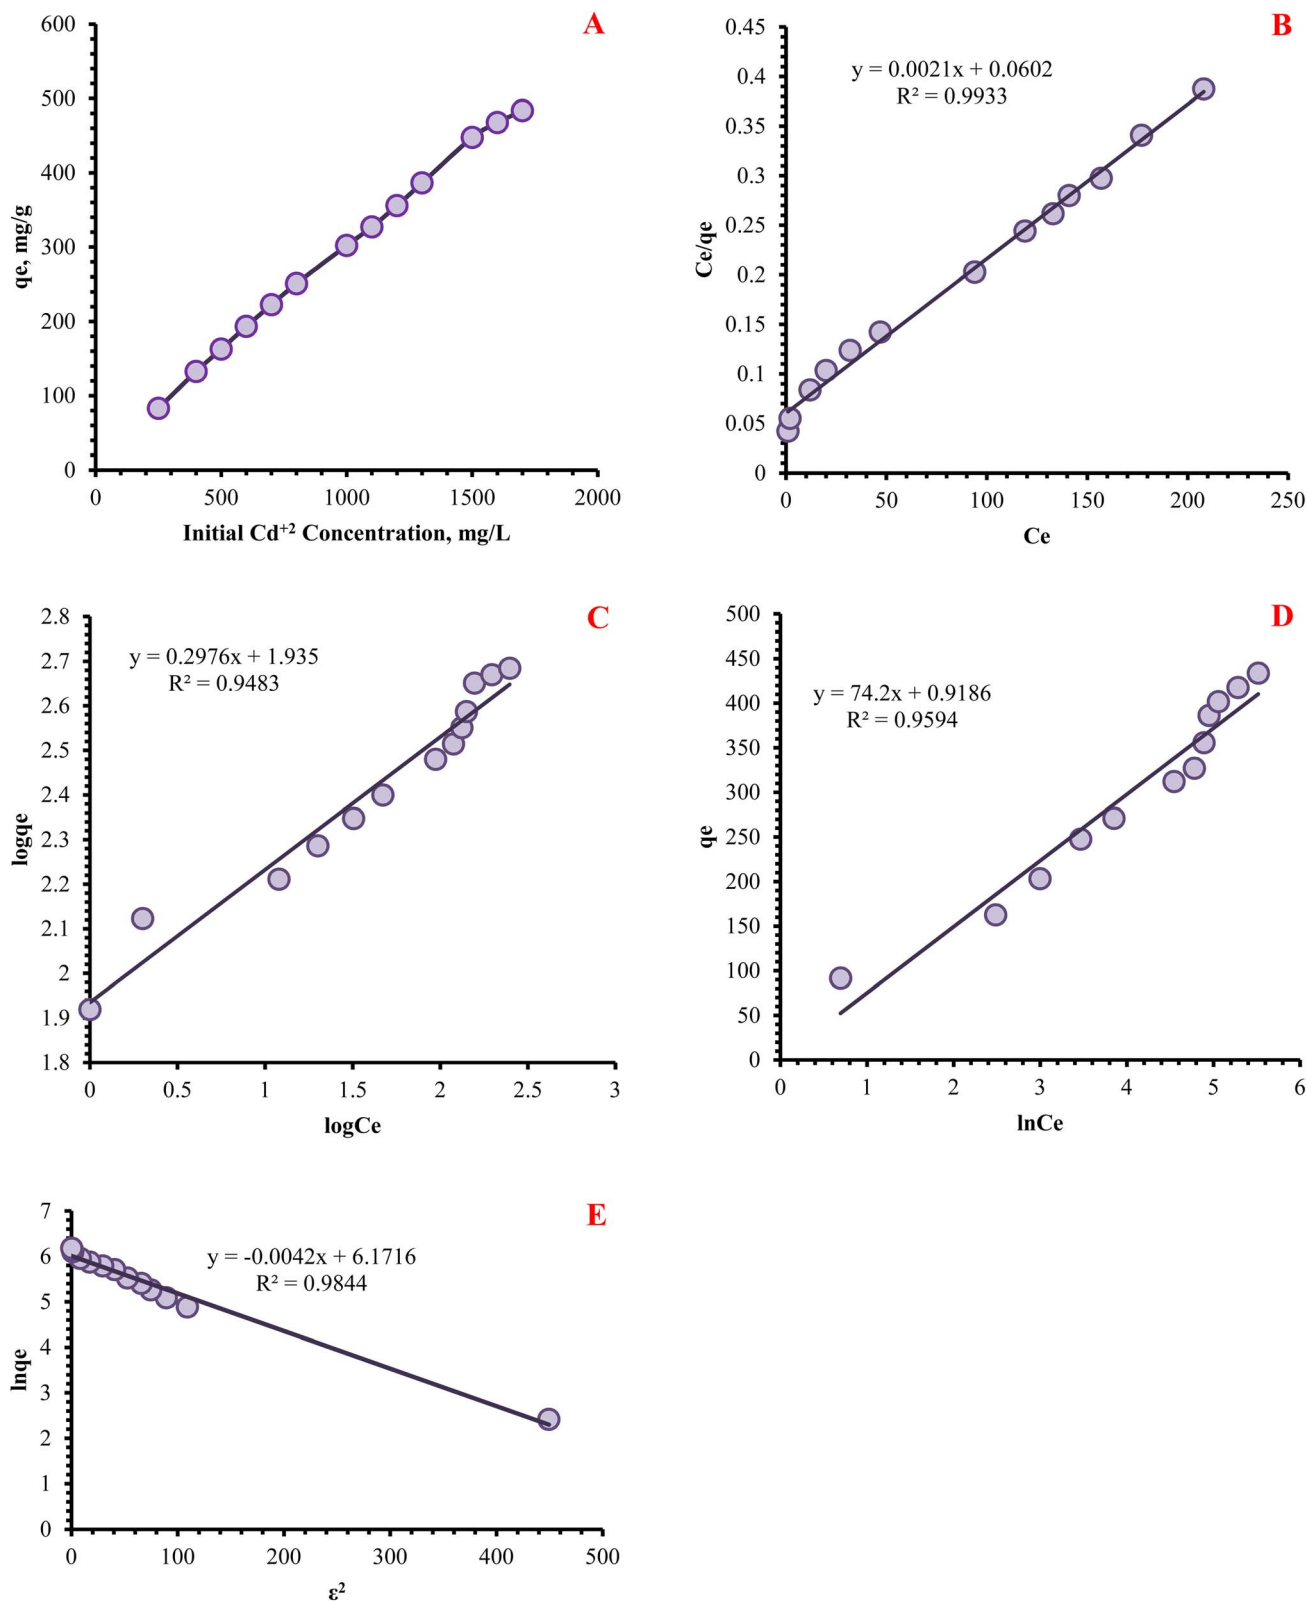 A
600
500
400
300
200
100
0
qe, mg/g
0 500 1000 1500 2000
Initial Cd⁺² Concentration, mg/L
B
y = 0.0021x + 0.0602
R² = 0.9933
0.45
0.4
0.35
0.3
0.25
0.2
0.15
0.1
0.05
0
Ce/qe
0 50 100 150 200 250
Ce
C
y = 0.2976x + 1.935
R² = 0.9483
2.8
2.7
2.6
2.5
2.4
2.3
2.2
2.1
2
1.9
1.8
logqe
0 0.5 1 1.5 2 2.5 3
logCe
D
y = 74.2x + 0.9186
R² = 0.9594
500
450
400
350
300
250
200
150
100
50
0
qe
0 1 2 3 4 5 6
lnCe
E
y = -0.0042x + 6.1716
R² = 0.9844
7
6
5
4
3
2
1
0
lnqe
0 100 200 300 400 500
ε²